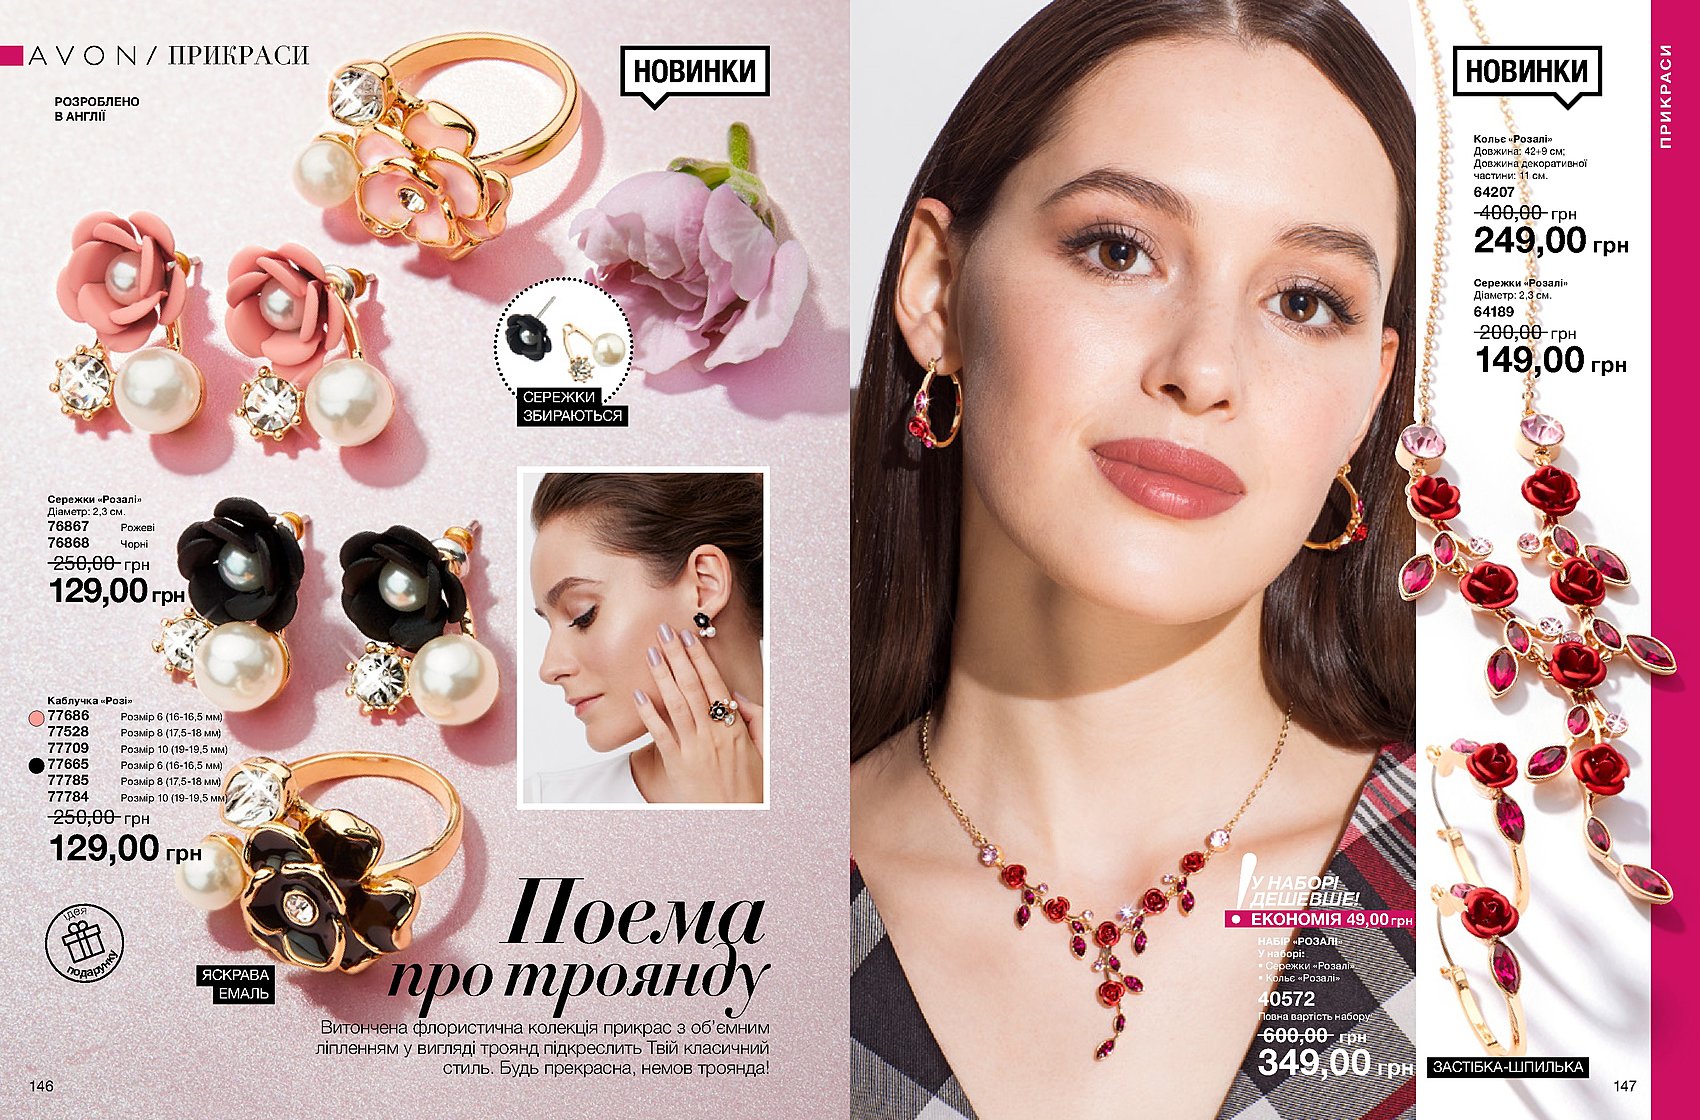 AVON / ПРИКРАСИ
РОЗРОБЛЕНО
В АНГЛІЇ
НОВИНКИ
СЕРЕЖКИ
ЗБИРАЮТЬСЯ
Сережки «Розалі»
Діаметр: 2,3 см.
76867 Рожеві
76868 Чорні
250,00 грн
129,00 грн
Каблучка «Розі»
77686 Розмір 6 (16-16,5 мм)
77528 Розмір 8 (17,5-18 мм)
77709 Розмір 10 (19-19,5 мм)
77665 Розмір 6 (16-16,5 мм)
77785 Розмір 8 (17,5-18 мм)
77784 Розмір 10 (19-19,5 мм)
250,00 грн
129,00 грн
ідея
подарунку
ЯСКРАВА
ЕМАЛЬ
Поема
про троянду
Витончена флористична колекція прикрас з об'ємним
ліпленням у вигляді троянд підкреслить Твій класичний
стиль. Будь прекрасна, немов троянда!
146
НОВИНКИ
ПРИКРАСИ
Кольє «Розалі»
Довжина: 42+9 см;
Довжина декоративної
частини: 11 см.
64207
400,00 грн
249,00 грн
Сережки «Розалі»
Діаметр: 2,3 см.
64189
200,00 грн
149,00 грн
У НАБОРІ
ДЕШЕВШЕ!
• ЕКОНОМІЯ 49,00 грн
НАБІР «РОЗАЛІ»
У наборі:
• Сережки «Розалі»
• Кольє «Розалі»
40572
Повна вартість набору
600,00 грн
349,00 грн
ЗАСТІБКА-ШПИЛЬКА
147